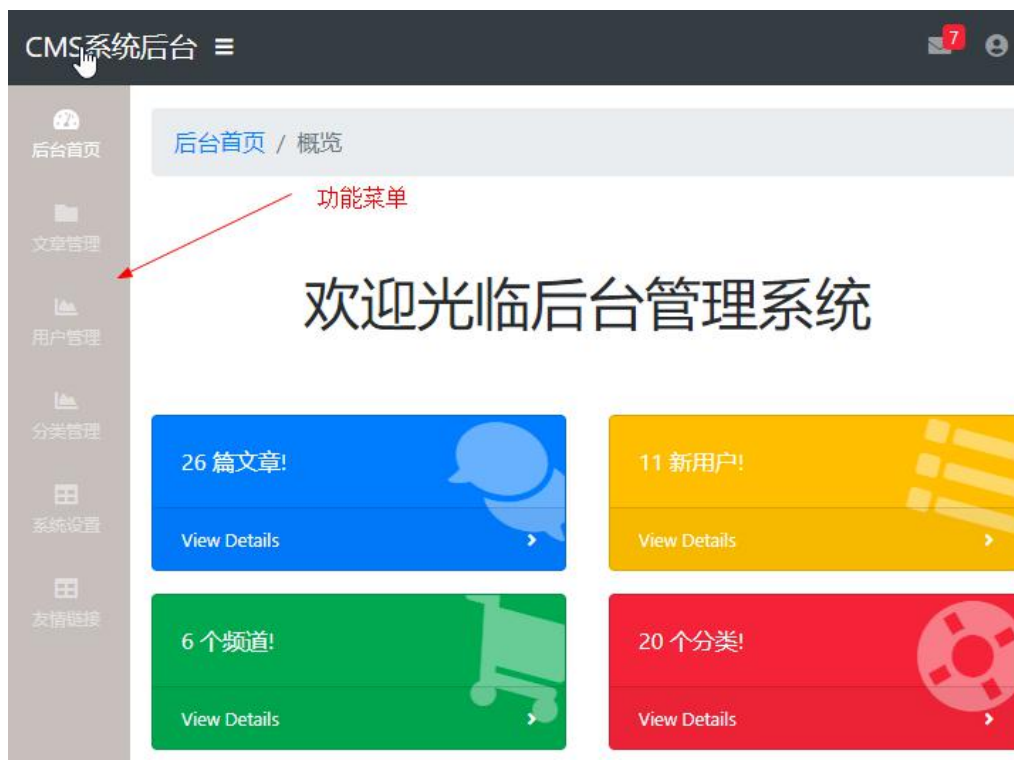 CMS系统后台
7
后台首页
后台首页 / 概览
功能菜单
文章管理
用户管理
分类管理
系统设置
友情链接
欢迎光临后台管理系统
26 篇文章!
View Details
11 新用户!
View Details
6 个频道!
View Details
20 个分类!
View Details